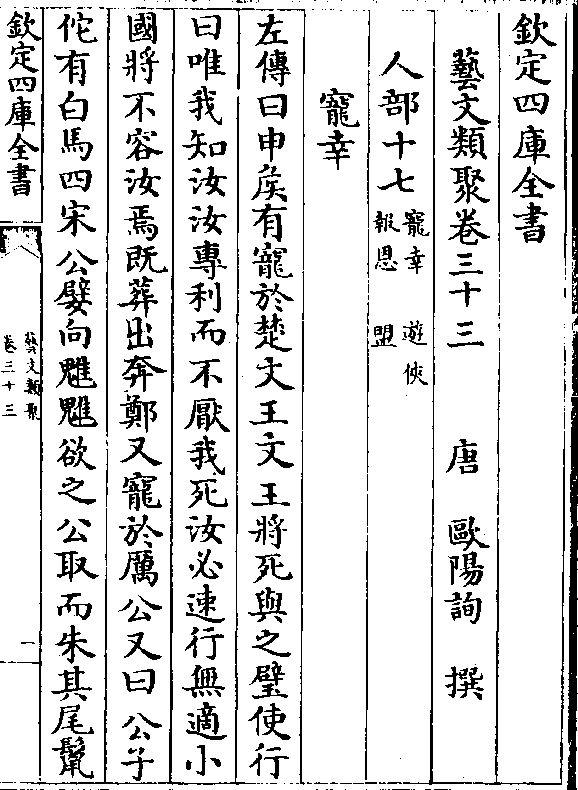 欽定四庫全書
藝文類聚卷三十三　唐　歐陽詢　撰
人部十七 寵幸　遊俠
報恩　盟
寵幸
左傳曰申侯有寵於楚文王文王將死與之璧使行
曰唯我知汝汝專利而不厭我死汝必速行無適小
國將不容汝焉既葬出奔鄭又寵於厲公又曰公子
佗有白馬四宋公嬖向魋魋欲之公取而朱其尾鬛
欽定四庫全書
藝文類聚
卷三十三
一